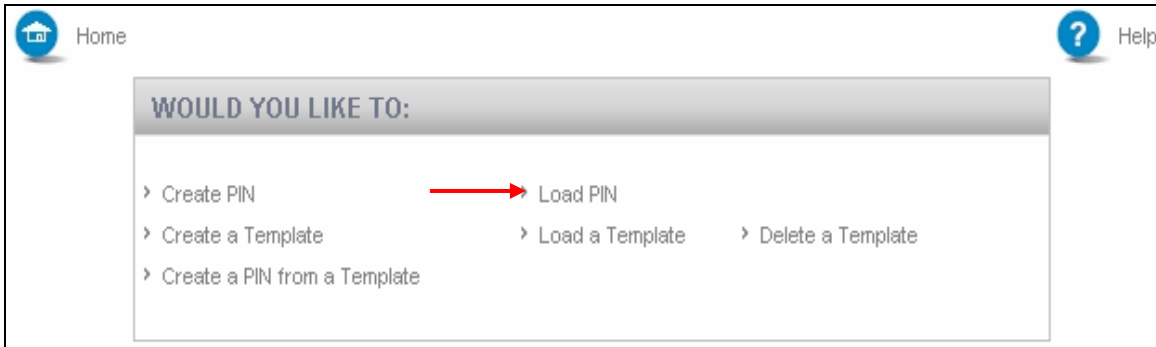 Home
? Help
WOULD YOU LIKE TO:
> Create PIN > Load PIN
> Create a Template > Load a Template > Delete a Template
> Create a PIN from a Template